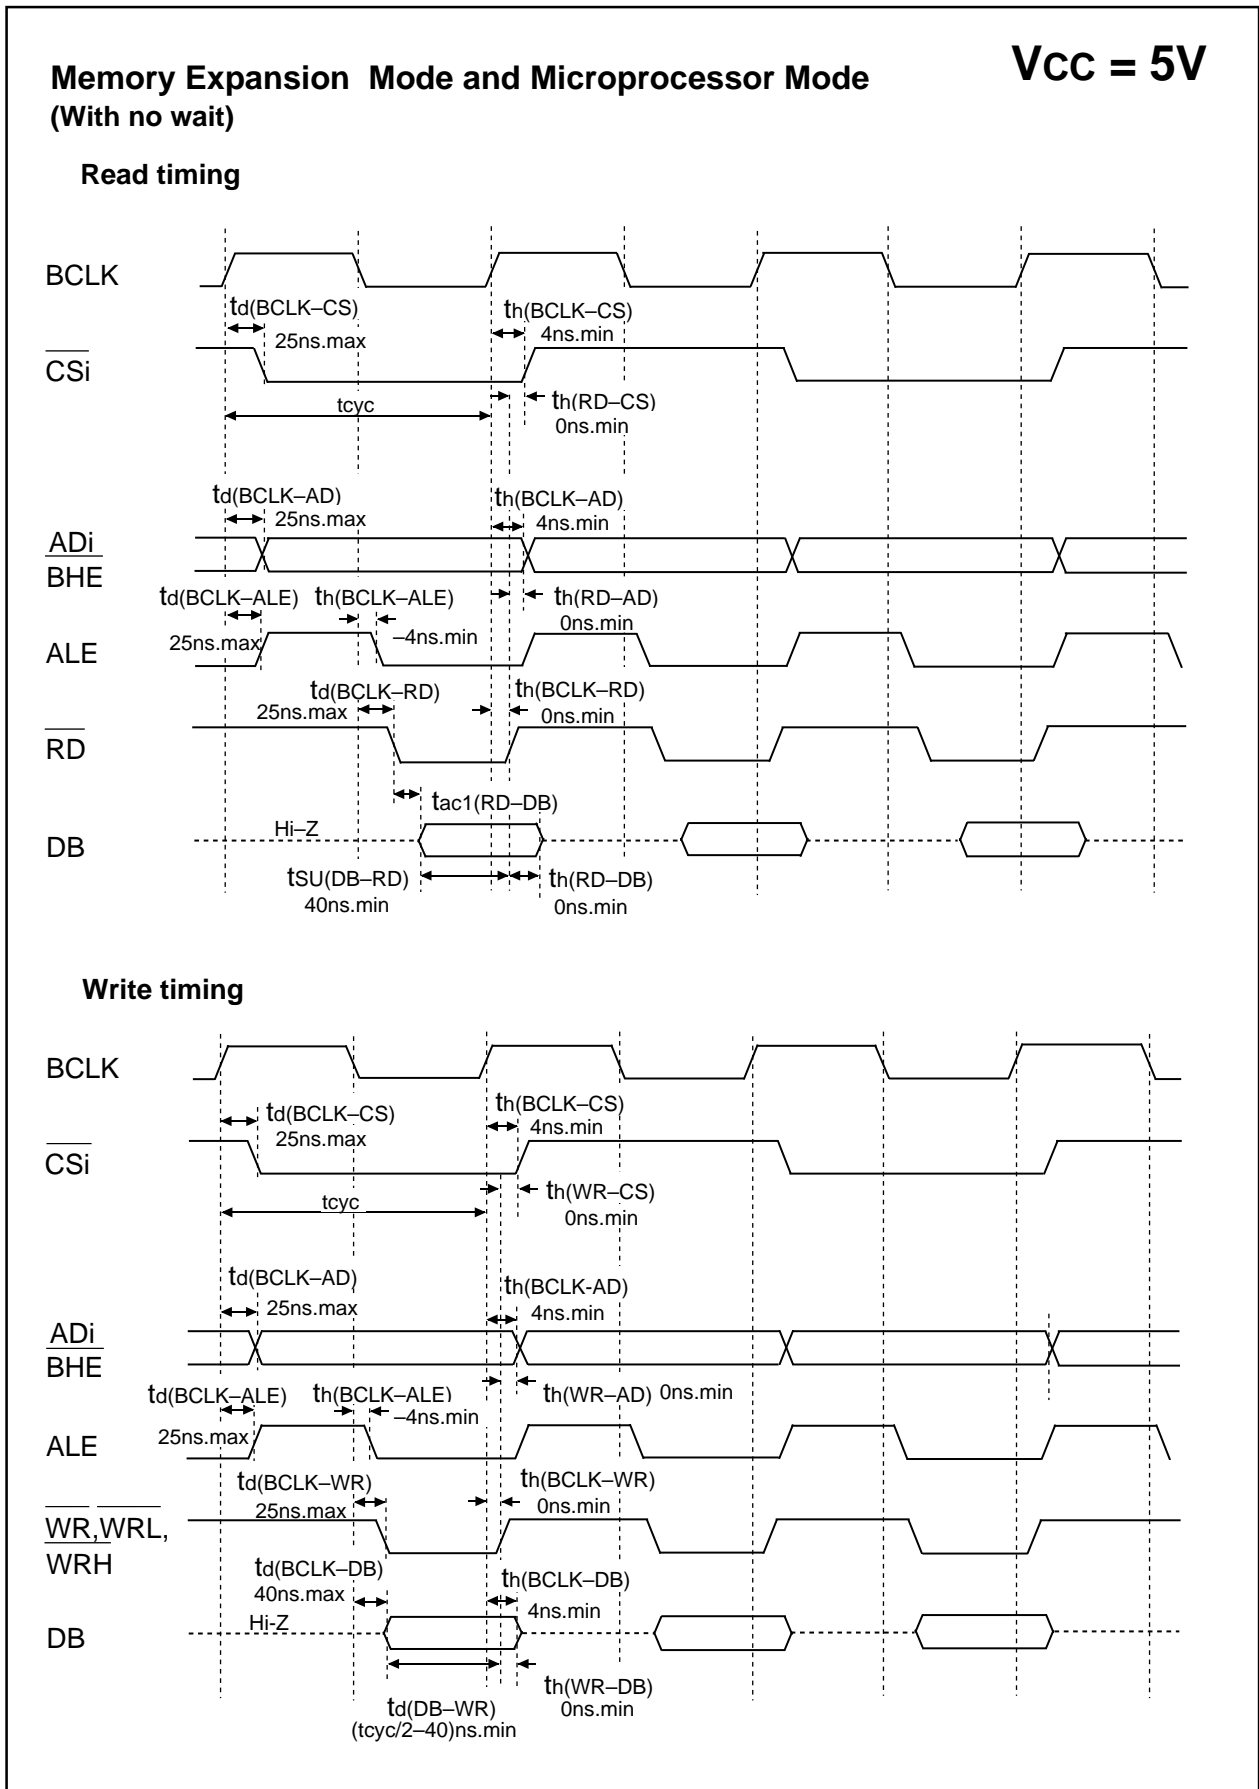 Memory Expansion Mode and Microprocessor Mode
VCC = 5V
(With no wait)
Read timing
BCLK
td(BCLK–CS)
25ns.max
th(BCLK–CS)
4ns.min
CSi
tcyc
th(RD–CS)
0ns.min
td(BCLK–AD)
25ns.max
th(BCLK–AD)
4ns.min
ADi
BHE
td(BCLK–ALE)
25ns.max
th(BCLK–ALE)
–4ns.min
th(RD–AD)
0ns.min
ALE
td(BCLK–RD)
25ns.max
th(BCLK–RD)
0ns.min
RD
tac1(RD–DB)
Hi–Z
DB
tSU(DB–RD)
40ns.min
th(RD–DB)
0ns.min
Write timing
BCLK
td(BCLK–CS)
25ns.max
th(BCLK–CS)
4ns.min
CSi
tcyc
th(WR–CS)
0ns.min
td(BCLK–AD)
25ns.max
th(BCLK-AD)
4ns.min
ADi
BHE
td(BCLK–ALE)
25ns.max
th(BCLK–ALE)
–4ns.min
th(WR–AD) 0ns.min
ALE
td(BCLK–WR)
25ns.max
th(BCLK–WR)
0ns.min
WR,WRL,
WRH
td(BCLK–DB)
40ns.max
th(BCLK–DB)
4ns.min
Hi-Z
DB
td(DB–WR)
(tcyc/2–40)ns.min
th(WR–DB)
0ns.min